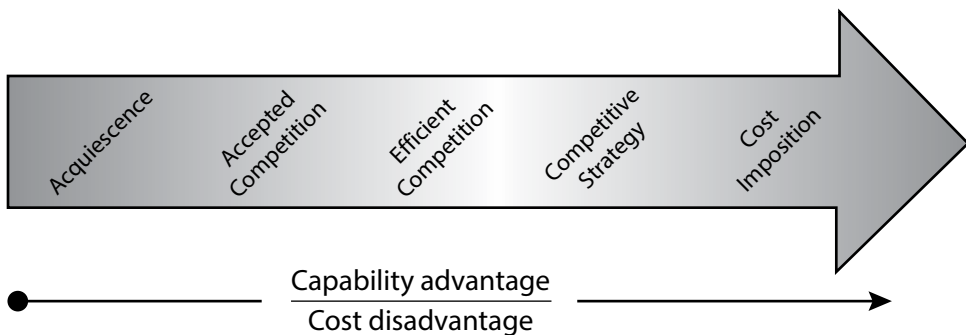 Acquiescence
Accepted
Competition
Efficient
Competition
Competitive
Strategy
Cost
Imposition
Capability advantage
Cost disadvantage